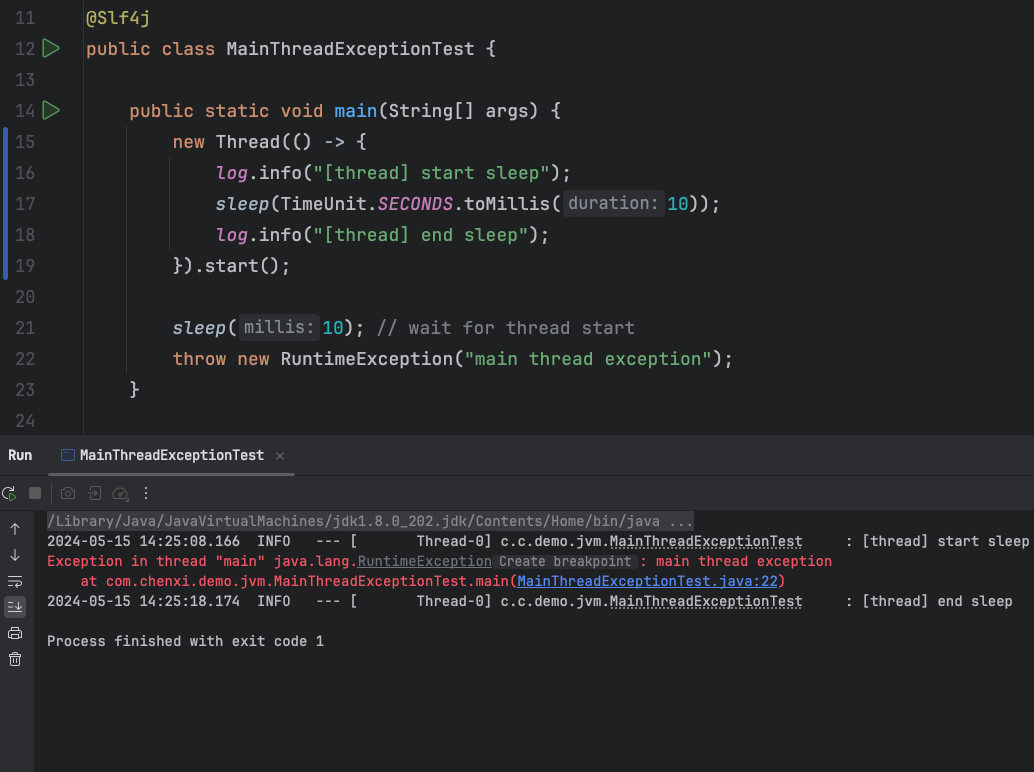 11 @Slf4j
12 public class MainThreadExceptionTest {
13
14 public static void main(String[] args) {
15 new Thread(() -> {
16 log.info("[thread] start sleep");
17 sleep(TimeUnit.SECONDS.toMillis( duration: 10));
18 log.info("[thread] end sleep");
19 }).start();
20
21 sleep( millis: 10); // wait for thread start
22 throw new RuntimeException("main thread exception");
23 }
24
Run MainThreadExceptionTest ×
/Library/Java/JavaVirtualMachines/jdk1.8.0_202.jdk/Contents/Home/bin/java ...
2024-05-15 14:25:08.166 INFO --- [ Thread-0] c.c.demo.jvm.MainThreadExceptionTest : [thread] start sleep
Exception in thread "main" java.lang.RuntimeException Create breakpoint : main thread exception
at com.chenxi.demo.jvm.MainThreadExceptionTest.main(MainThreadExceptionTest.java:22)
2024-05-15 14:25:18.174 INFO --- [ Thread-0] c.c.demo.jvm.MainThreadExceptionTest : [thread] end sleep
Process finished with exit code 1